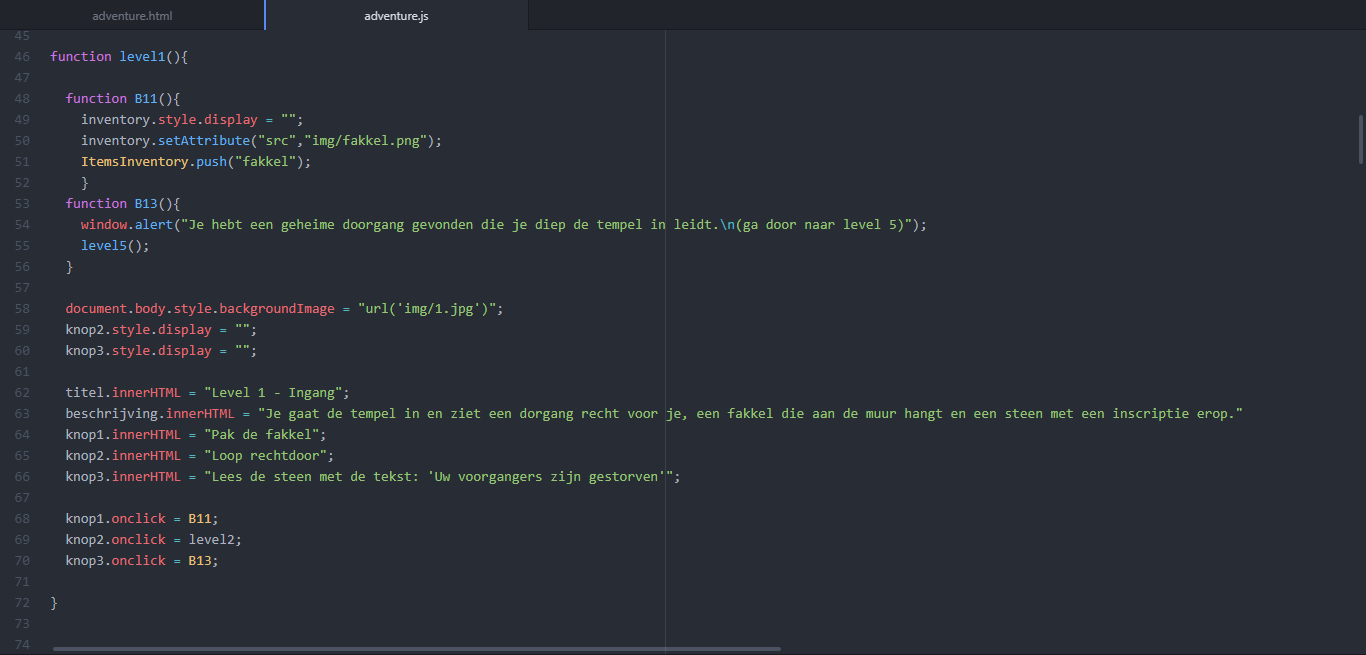 adventure.html
adventure.js
45
46 function level1(){
47
48 function B11(){
49 inventory.style.display = "";
50 inventory.setAttribute("src","img/fakkel.png");
51 ItemsInventory.push("fakkel");
52 }
53 function B13(){
54 window.alert("Je hebt een geheime doorgang gevonden die je diep de tempel in leidt.\n(ga door naar level 5)");
55 level5();
56 }
57
58 document.body.style.backgroundImage = "url('img/1.jpg')";
59 knop2.style.display = "";
60 knop3.style.display = "";
61
62 titel.innerHTML = "Level 1 - Ingang";
63 beschrijving.innerHTML = "Je gaat de tempel in en ziet een dorgang recht voor je, een fakkel die aan de muur hangt en een steen met een inscriptie erop."
64 knop1.innerHTML = "Pak de fakkel";
65 knop2.innerHTML = "Loop rechtdoor";
66 knop3.innerHTML = "Lees de steen met de tekst: 'Uw voorgangers zijn gestorven'";
67
68 knop1.onclick = B11;
69 knop2.onclick = level2;
70 knop3.onclick = B13;
71
72 }
73
74